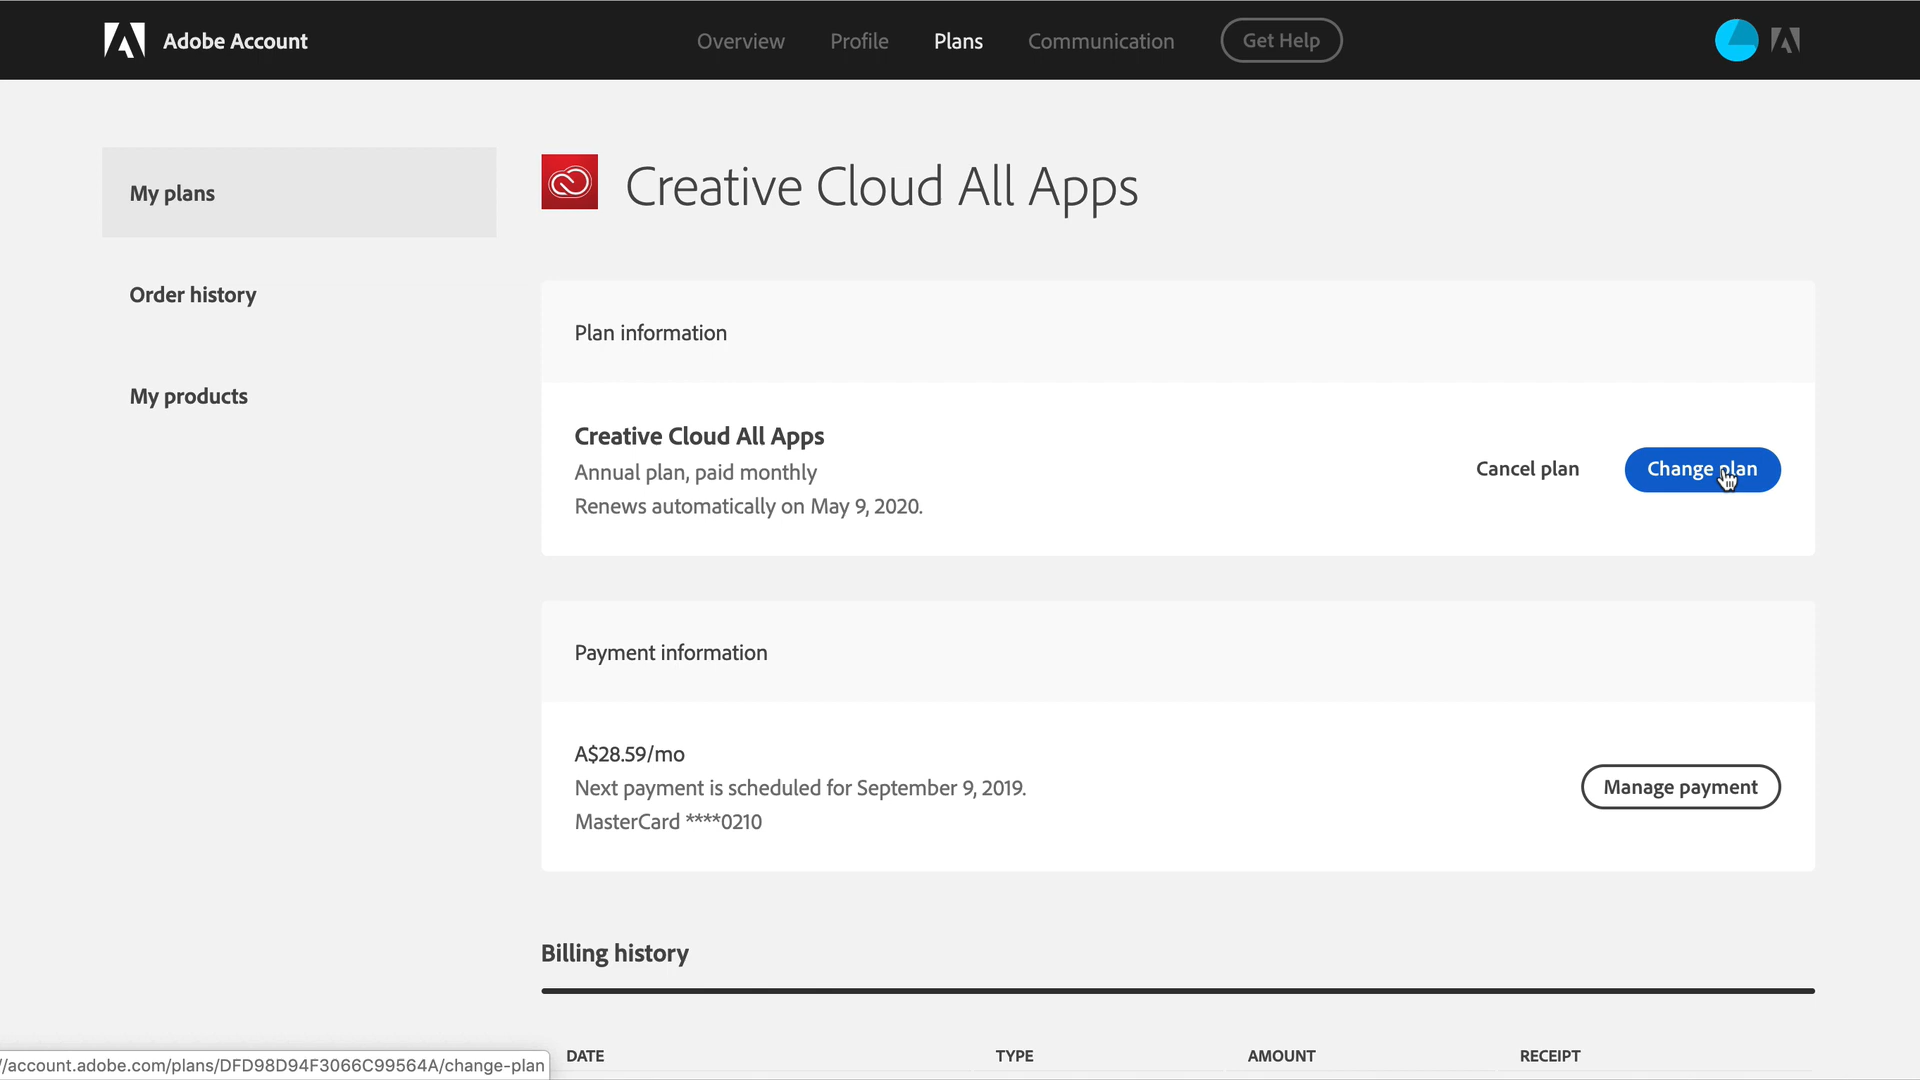 Adobe Account
Overview
Profile
Plans
Communication
Get Help
My plans
Order history
My products
Creative Cloud All Apps
Plan information
Creative Cloud All Apps
Annual plan, paid monthly
Renews automatically on May 9, 2020.
Cancel plan
Change plan
Payment information
A$28.59/mo
Next payment is scheduled for September 9, 2019.
MasterCard ****0210
Manage payment
Billing history
DATE
TYPE
AMOUNT
RECEIPT
//account.adobe.com/plans/DFD98D94F3066C99564A/change-plan